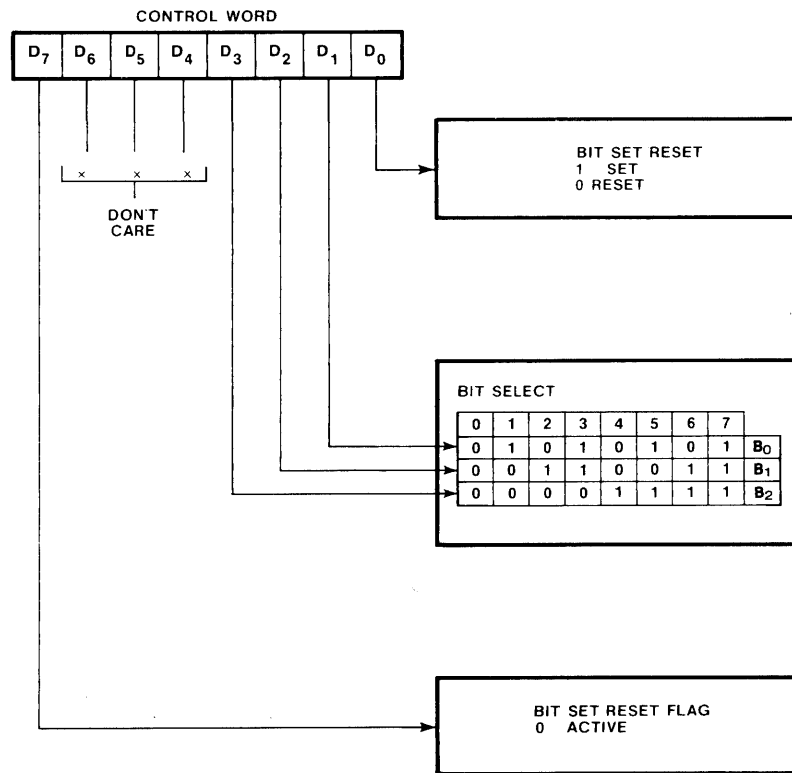 CONTROL WORD
D7 D6 D5 D4 D3 D2 D1 D0
× × ×
DON'T
CARE
BIT SET RESET
1 SET
0 RESET
BIT SELECT
0 1 2 3 4 5 6 7
0 1 0 1 0 1 0 1 B0
0 0 1 1 0 0 1 1 B1
0 0 0 0 1 1 1 1 B2
BIT SET RESET FLAG
0 ACTIVE